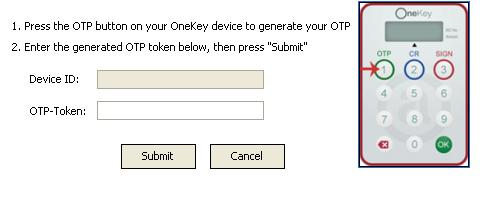 1. Press the OTP button on your OneKey device to generate your OTP
2. Enter the generated OTP token below, then press "Submit"
Device ID:
OTP-Token:
Submit Cancel
OneKey
OTP CR SIGN
1 2 3
4 5 6
7 8 9
0 OK